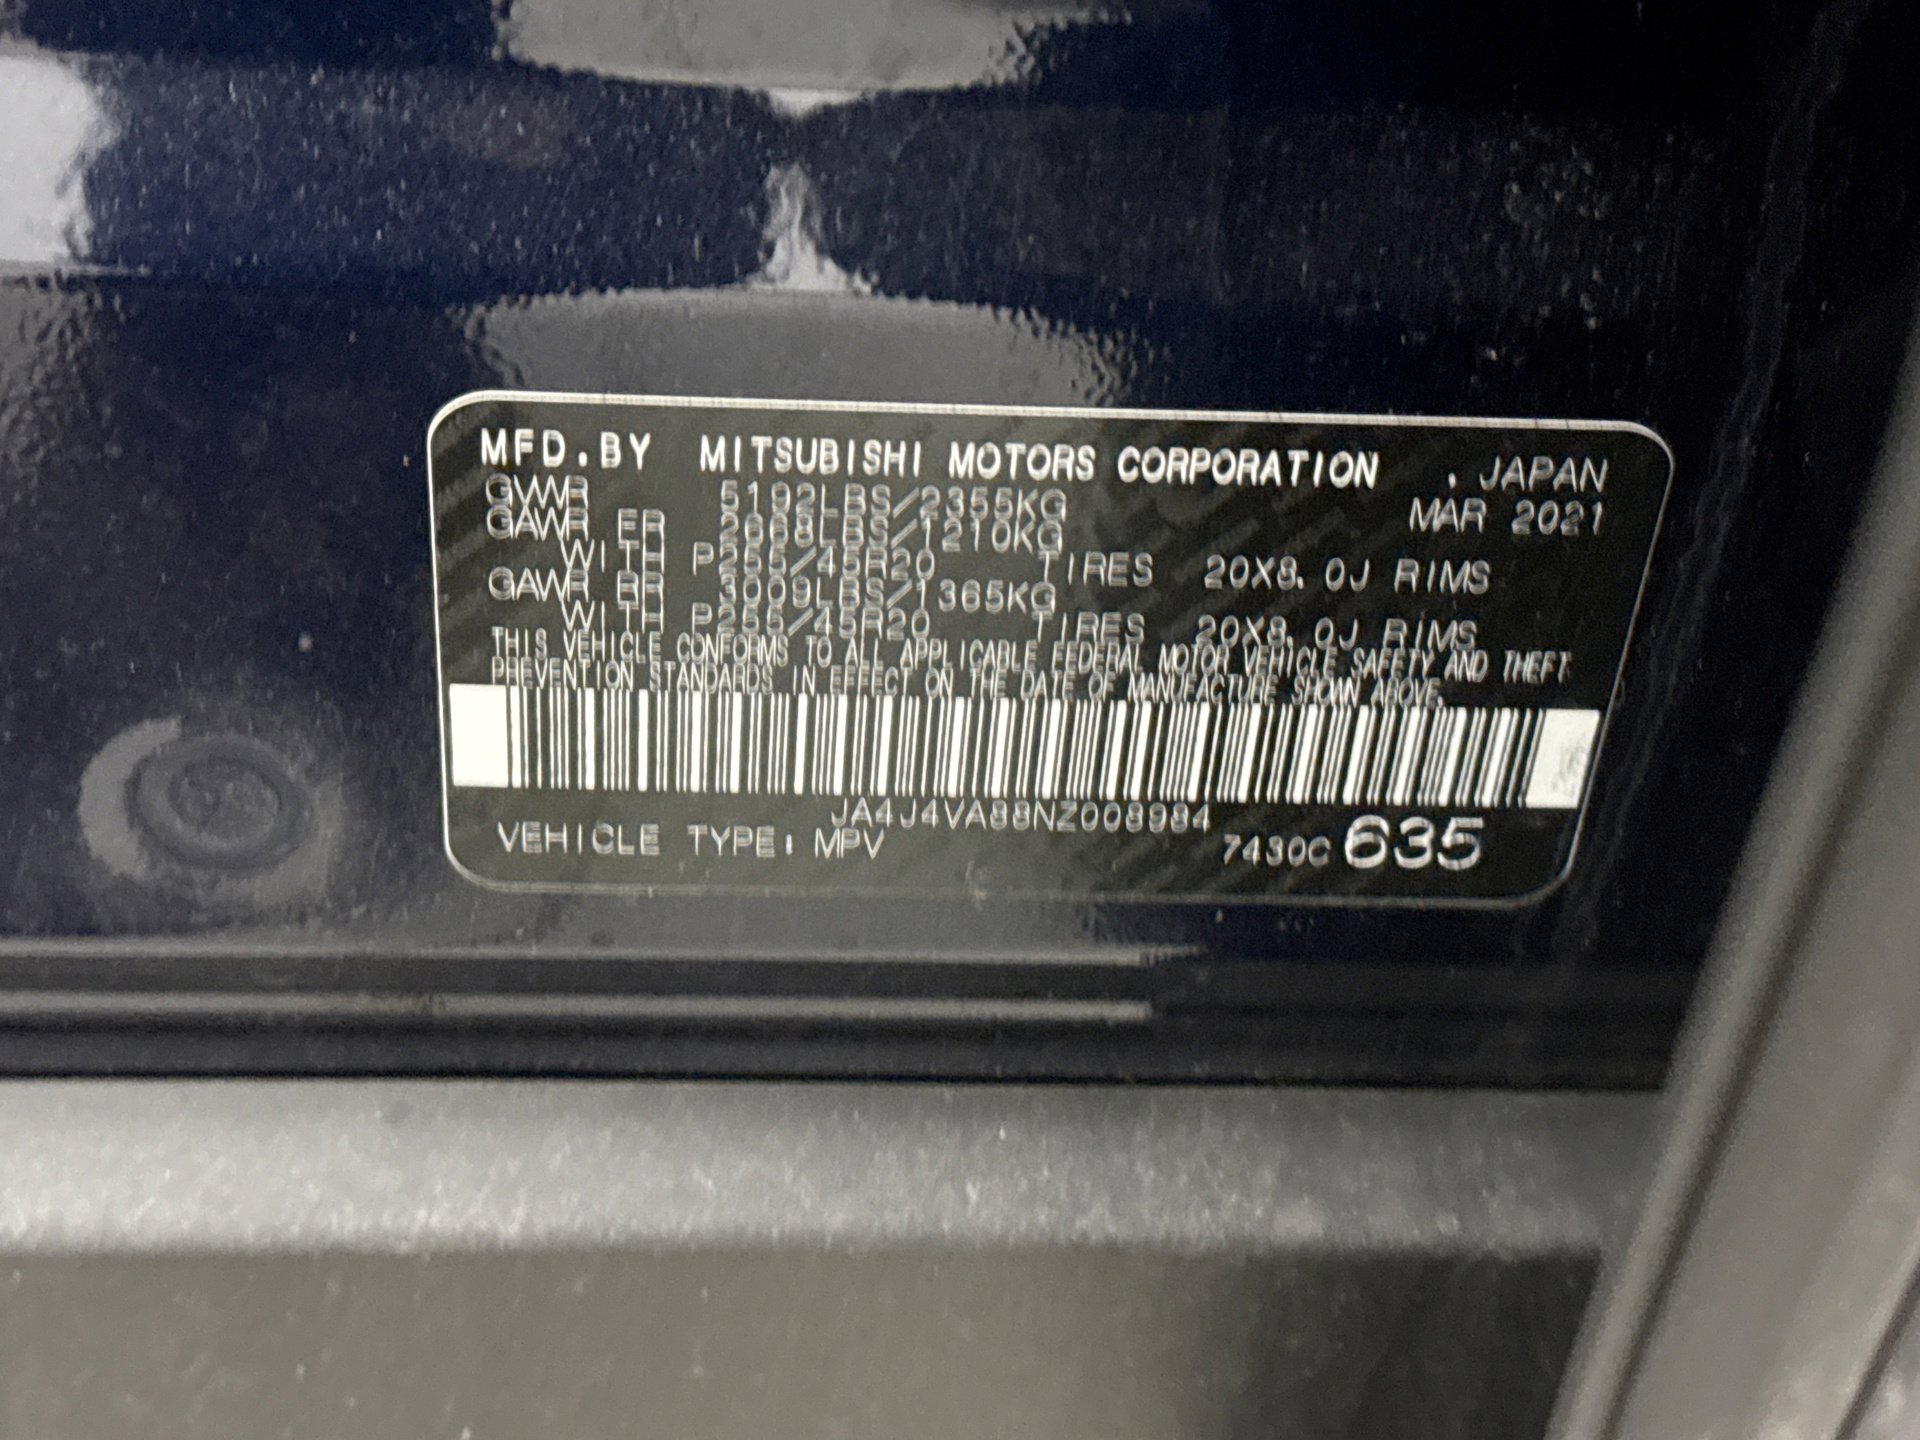 MFD.BY MITSUBISHI MOTORS CORPORATION . JAPAN
GVWR 5192LBS/2355KG MAR 2021
GAWR FR 2668LBS/1210KG
WITH P255/45R20 TIRES 20X8.0J RIMS
GAWR RR 3009LBS/1365KG
WITH P255/45R20 TIRES 20X8.0J RIMS
THIS VEHICLE CONFORMS TO ALL APPLICABLE FEDERAL MOTOR VEHICLE SAFETY AND THEFT
PREVENTION STANDARDS IN EFFECT ON THE DATE OF MANUFACTURE SHOWN ABOVE.
JA4J4VA88NZ008984
VEHICLE TYPE: MPV 7430C 635